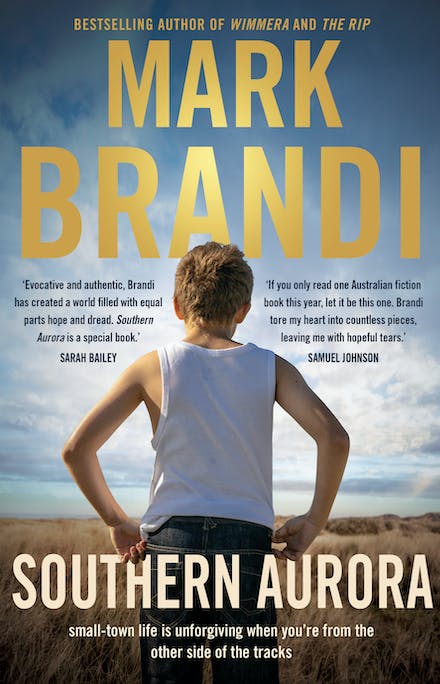 BESTSELLING AUTHOR OF WIMMERA AND THE RIP
MARK
BRANDI
‘Evocative and authentic, Brandi
has created a world filled with equal
parts hope and dread. Southern
Aurora is a special book.’
SARAH BAILEY
‘If you only read one Australian fiction
book this year, let it be this one. Brandi
tore my heart into countless pieces,
leaving me with hopeful tears.’
SAMUEL JOHNSON
SOUTHERN AURORA
small-town life is unforgiving when you’re from the
other side of the tracks